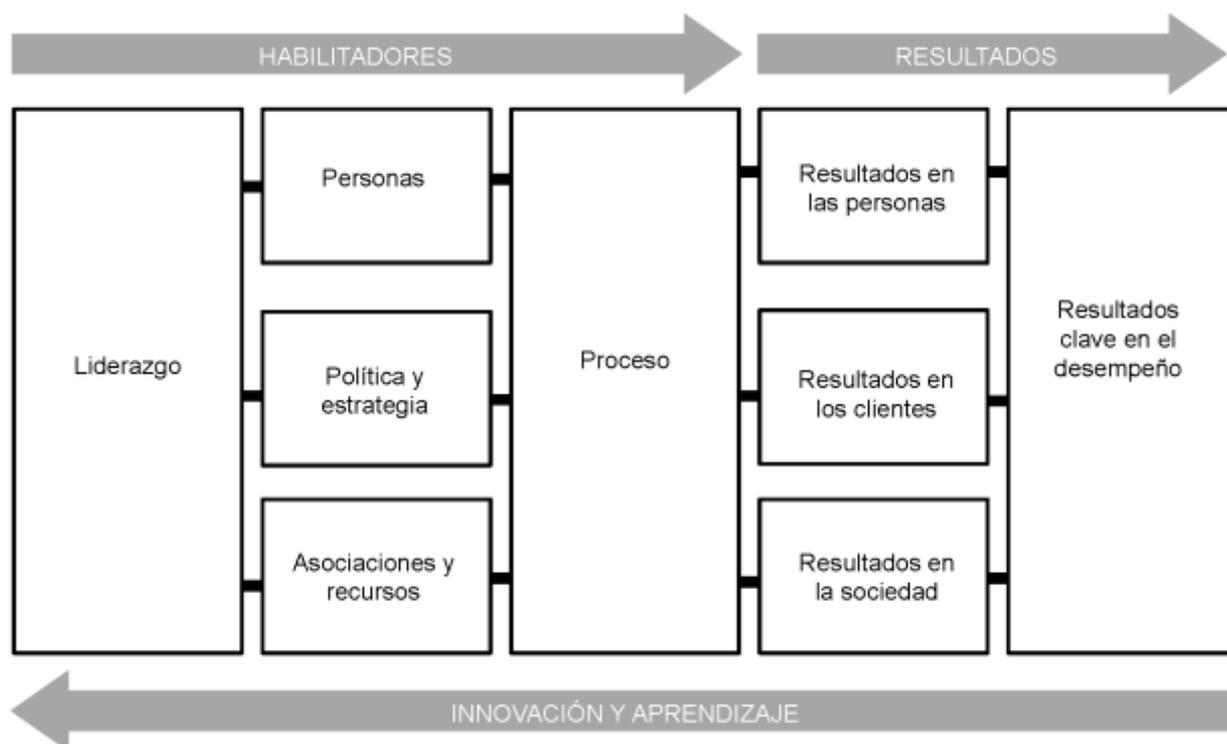 HABILITADORES
RESULTADOS
Liderazgo
Personas
Política y
estrategia
Asociaciones y
recursos
Proceso
Resultados en
las personas
Resultados en
los clientes
Resultados en
la sociedad
Resultados
clave en el
desempeño
INNOVACIÓN Y APRENDIZAJE